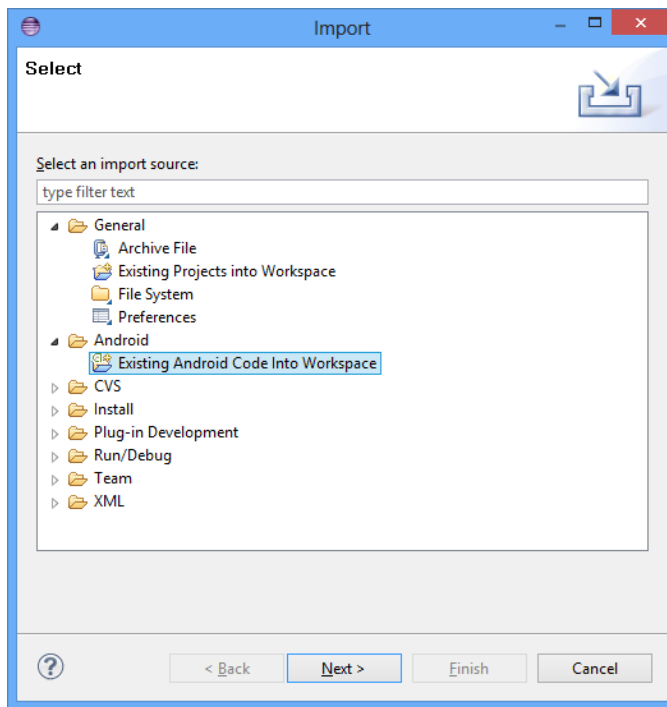 Import
Select
Select an import source:
type filter text
General
Archive File
Existing Projects into Workspace
File System
Preferences
Android
Existing Android Code Into Workspace
CVS
Install
Plug-in Development
Run/Debug
Team
XML
? < Back Next > Finish Cancel